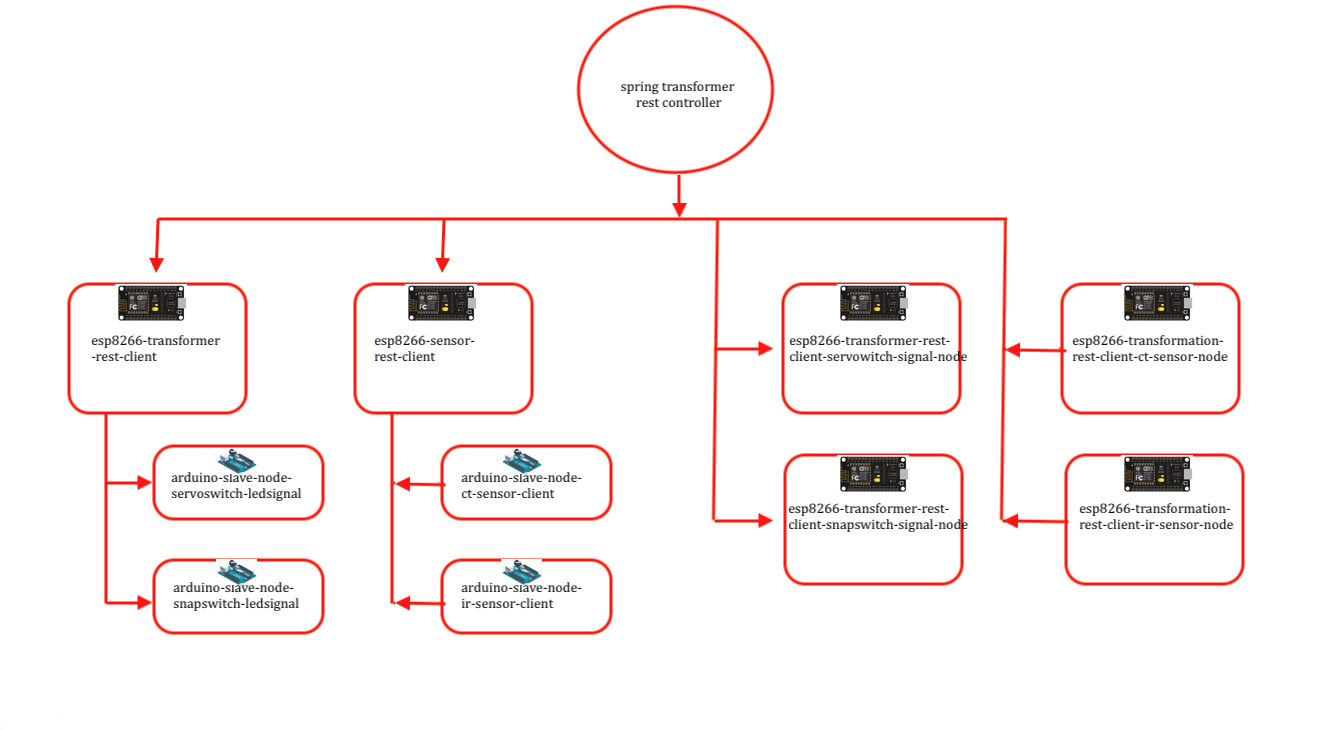 spring transformer
rest controller
esp8266-transformer
-rest-client
esp8266-sensor-
rest-client
esp8266-transformer-rest-
client-servowitch-signal-node
esp8266-transformation-
rest-client-ct-sensor-node
arduino-slave-node-
servoswitch-ledsignal
arduino-slave-node-
ct-sensor-client
esp8266-transformer-rest-
client-snapswitch-signal-node
esp8266-transformation-
rest-client-ir-sensor-node
arduino-slave-node-
snapswitch-ledsignal
arduino-slave-node-
ir-sensor-client